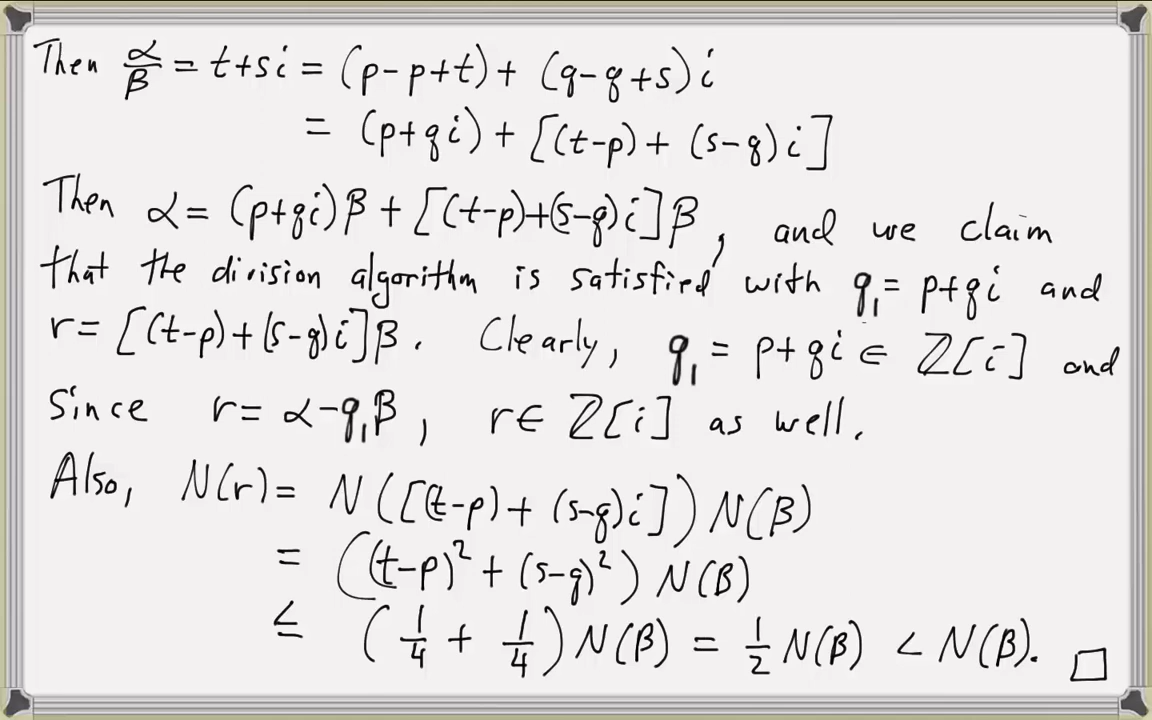 Then α/β = t+si = (p-p+t) + (q-q+s)i
= (p+qi) + [(t-p) + (s-q)i]
Then α = (p+qi)β + [(t-p)+(s-q)i]β, and we claim
that the division algorithm is satisfied with q₁ = p+qi and
r = [(t-p)+(s-q)i]β. Clearly, q₁ = p+qi ∈ ℤ[i] and
since r = α-q₁β, r ∈ ℤ[i] as well.
Also, N(r) = N([(t-p) + (s-q)i]) N(β)
= ((t-p)² + (s-q)²) N(β)
≤ (1/4 + 1/4) N(β) = 1/2 N(β) < N(β). □